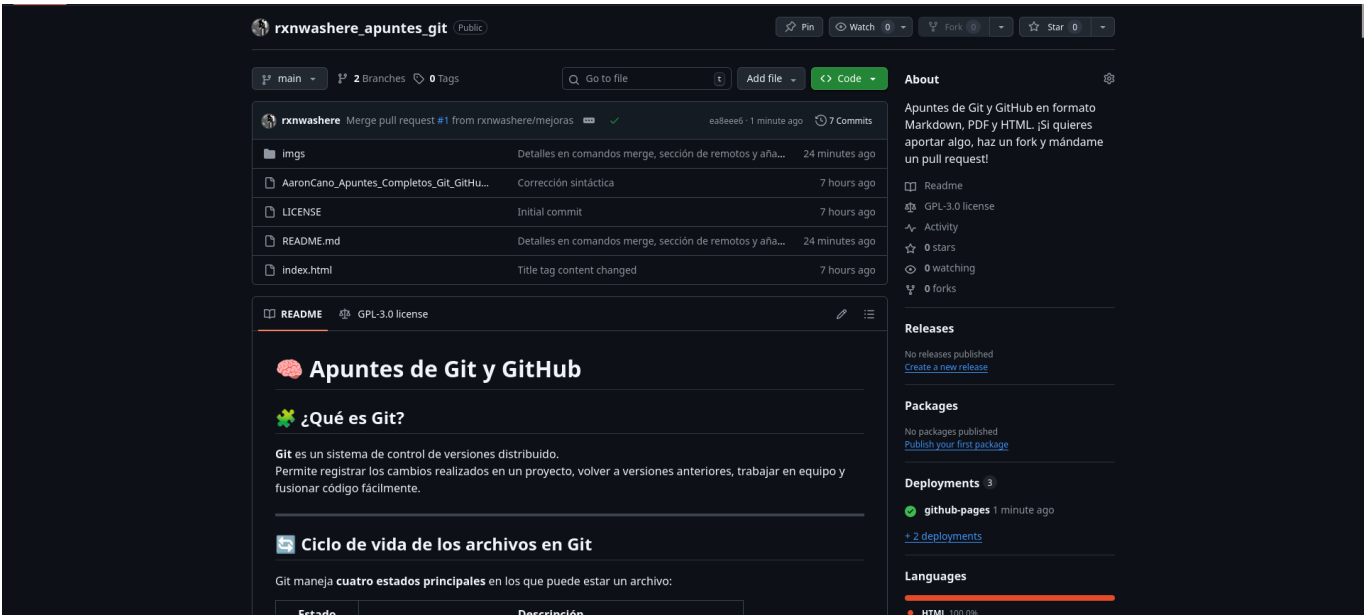 rxnwashere_apuntes_git Public Pin Watch 0 Fork 0 Star 0
main 2 Branches 0 Tags Go to file t Add file Code
rxnwashere Merge pull request #1 from rxnwashere/mejoras ea8eee6 · 1 minute ago 7 Commits
imgs Detalles en comandos merge, sección de remotos y aña... 24 minutes ago
AaronCano_Apuntes_Completos_Git_GitHu... Corrección sintáctica 7 hours ago
LICENSE Initial commit 7 hours ago
README.md Detalles en comandos merge, sección de remotos y aña... 24 minutes ago
index.html Title tag content changed 7 hours ago
README GPL-3.0 license
Apuntes de Git y GitHub
¿Qué es Git?
Git es un sistema de control de versiones distribuido.
Permite registrar los cambios realizados en un proyecto, volver a versiones anteriores, trabajar en equipo y
fusionar código fácilmente.
Ciclo de vida de los archivos en Git
Git maneja cuatro estados principales en los que puede estar un archivo:
Estado Descripción
About
Apuntes de Git y GitHub en formato
Markdown, PDF y HTML. ¡Si quieres
aportar algo, haz un fork y mándame
un pull request!
Readme
GPL-3.0 license
Activity
0 stars
0 watching
0 forks
Releases
No releases published
Create a new release
Packages
No packages published
Publish your first package
Deployments 3
github-pages 1 minute ago
+ 2 deployments
Languages
HTML 100.0%